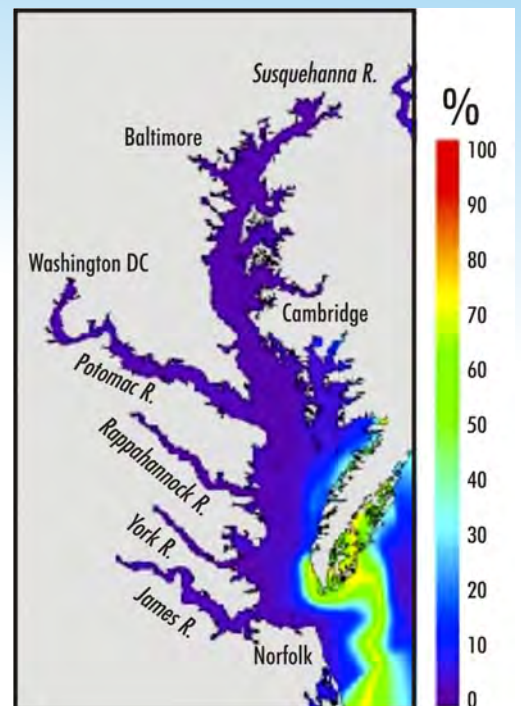 Susquehanna R.
Baltimore
Washington DC
Cambridge
Potomac R.
Rappahannock R.
York R.
James R.
Norfolk
%
100
90
80
70
60
50
40
30
20
10
0